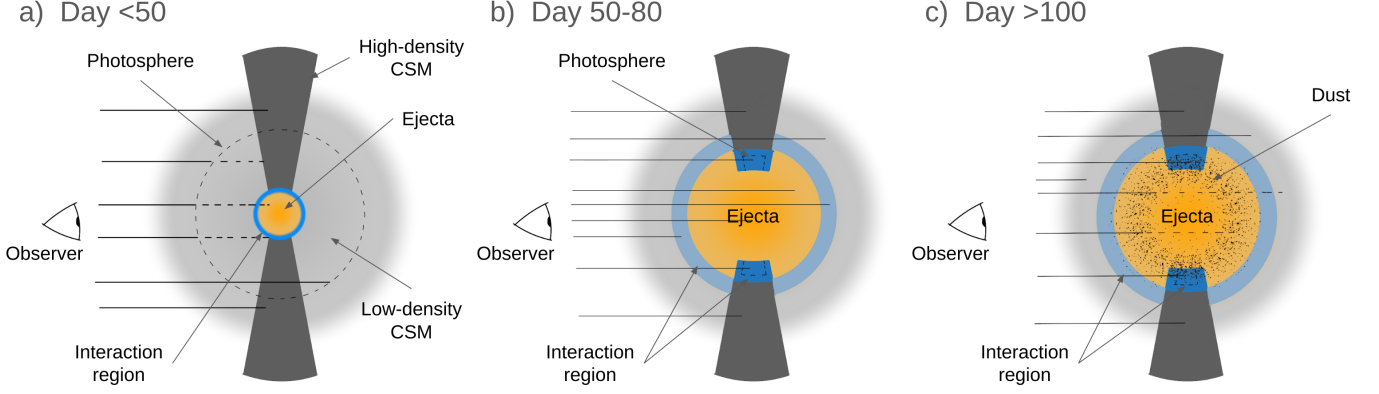 a) Day <50
Photosphere
High-density
CSM
Ejecta
Observer
Low-density
CSM
Interaction
region
b) Day 50-80
Photosphere
Ejecta
Observer
Interaction
region
c) Day >100
Dust
Ejecta
Observer
Interaction
region